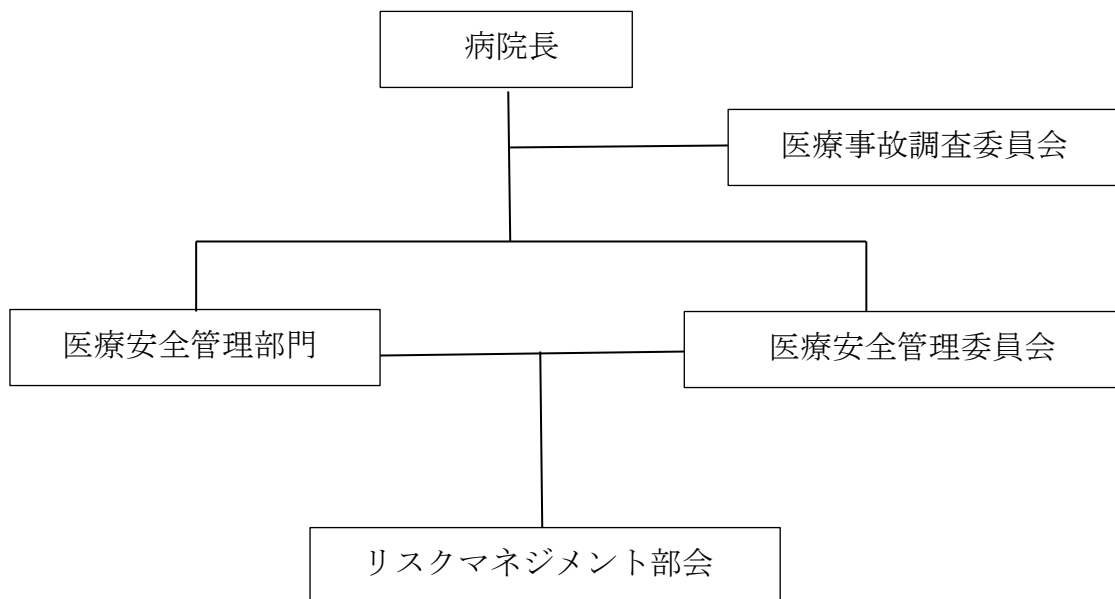 病院長
医療事故調査委員会
医療安全管理部門
医療安全管理委員会
リスクマネジメント部会